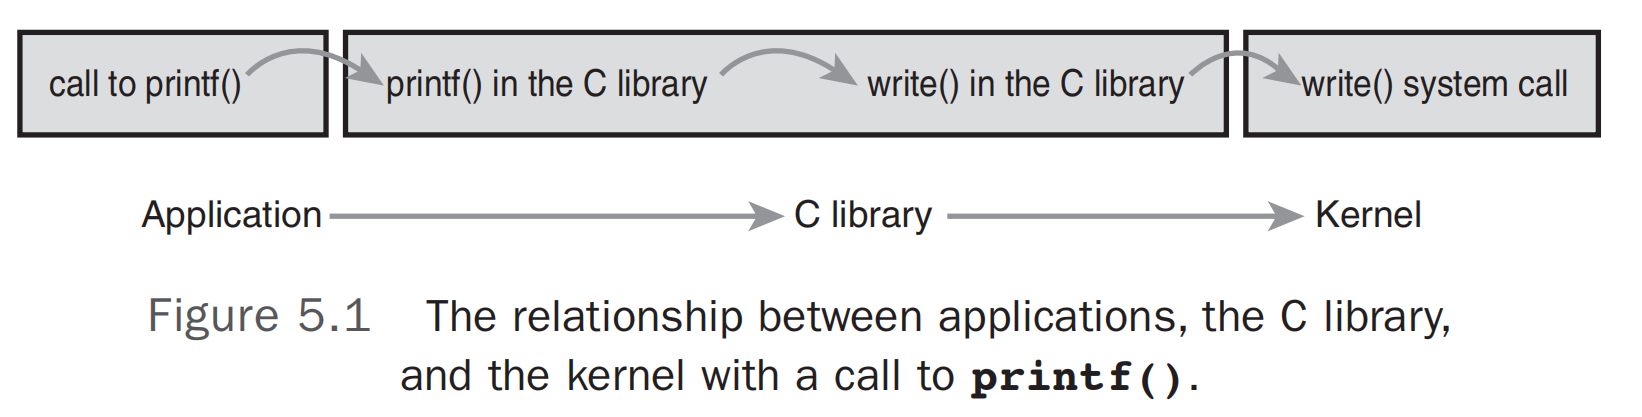 call to printf() printf() in the C library write() in the C library write() system call
Application C library Kernel
Figure 5.1 The relationship between applications, the C library,
and the kernel with a call to printf().